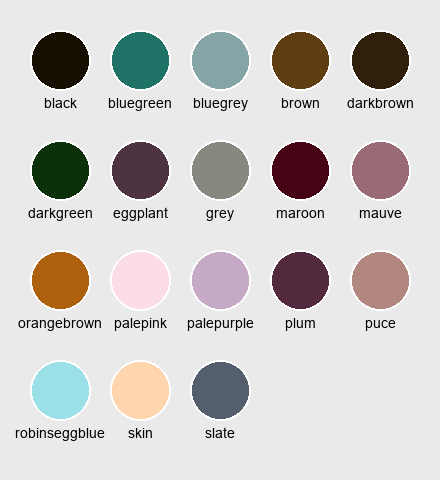 black bluegreen bluegrey brown darkbrown
darkgreen eggplant grey maroon mauve
orangebrown palepink palepurple plum puce
robinseggblue skin slate